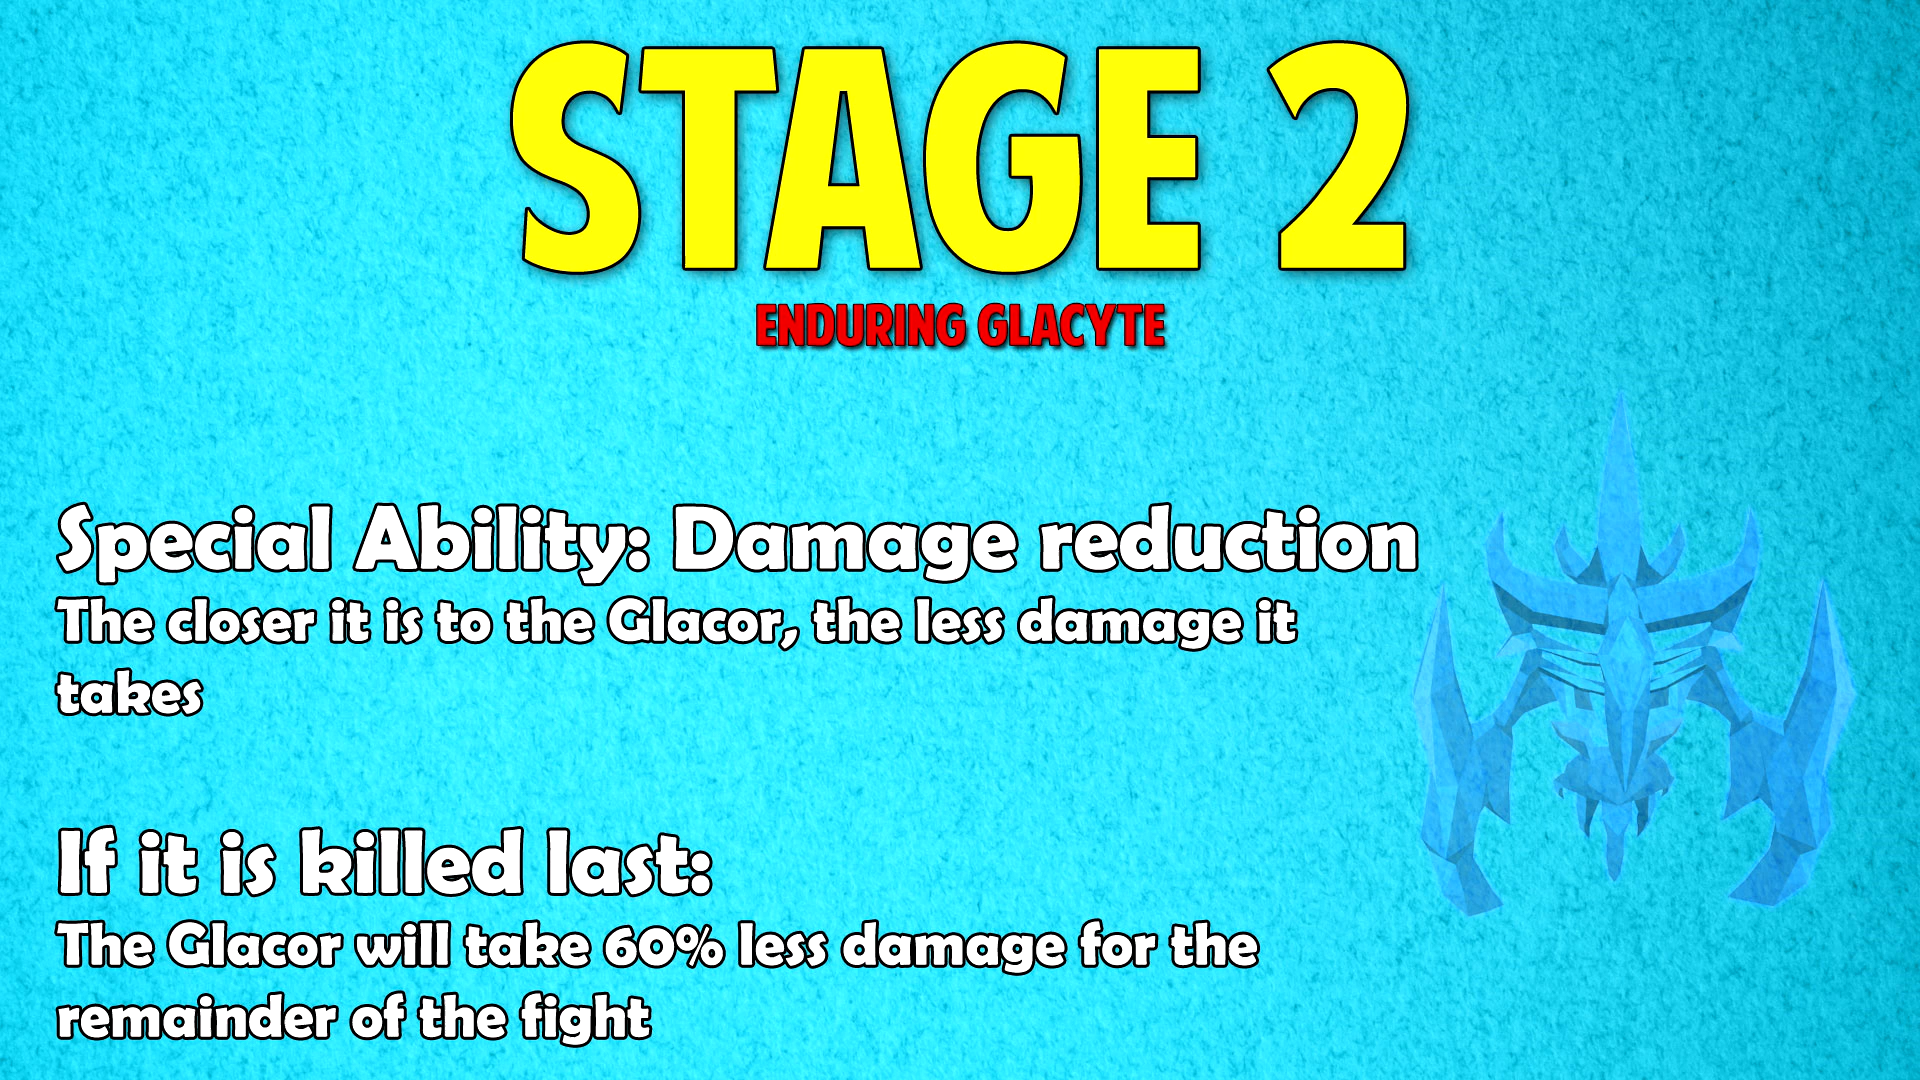 STAGE 2
ENDURING GLACYTE
Special Ability: Damage reduction
The closer it is to the Glacor, the less damage it
takes
If it is killed last:
The Glacor will take 60% less damage for the
remainder of the fight